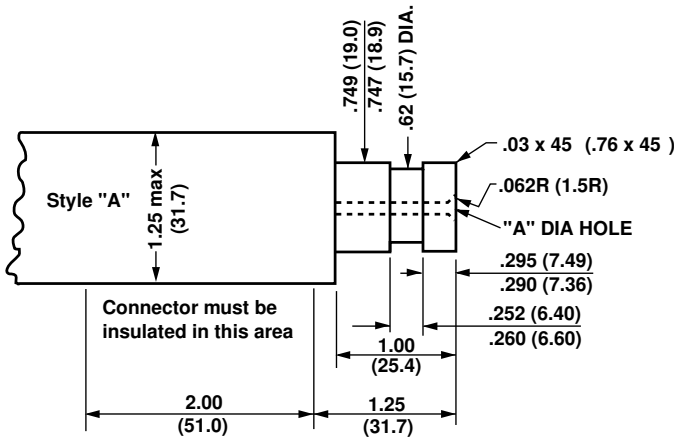 .749 (19.0)
.747 (18.9)
.62 (15.7) DIA.
.03 x 45 (.76 x 45 )
Style "A"
1.25 max
(31.7)
.062R (1.5R)
"A" DIA HOLE
.295 (7.49)
.290 (7.36)
Connector must be
insulated in this area
.252 (6.40)
.260 (6.60)
1.00
(25.4)
2.00
(51.0)
1.25
(31.7)